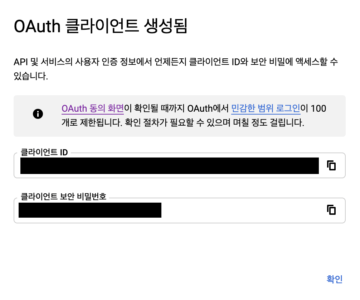 OAuth 클라이언트 생성됨
API 및 서비스의 사용자 인증 정보에서 언제든지 클라이언트 ID와 보안 비밀에 액세스할 수
있습니다.
OAuth 동의 화면이 확인될 때까지 OAuth에서 민감한 범위 로그인이 100
개로 제한됩니다. 확인 절차가 필요할 수 있으며 며칠 정도 걸립니다.
클라이언트 ID
클라이언트 보안 비밀번호
확인